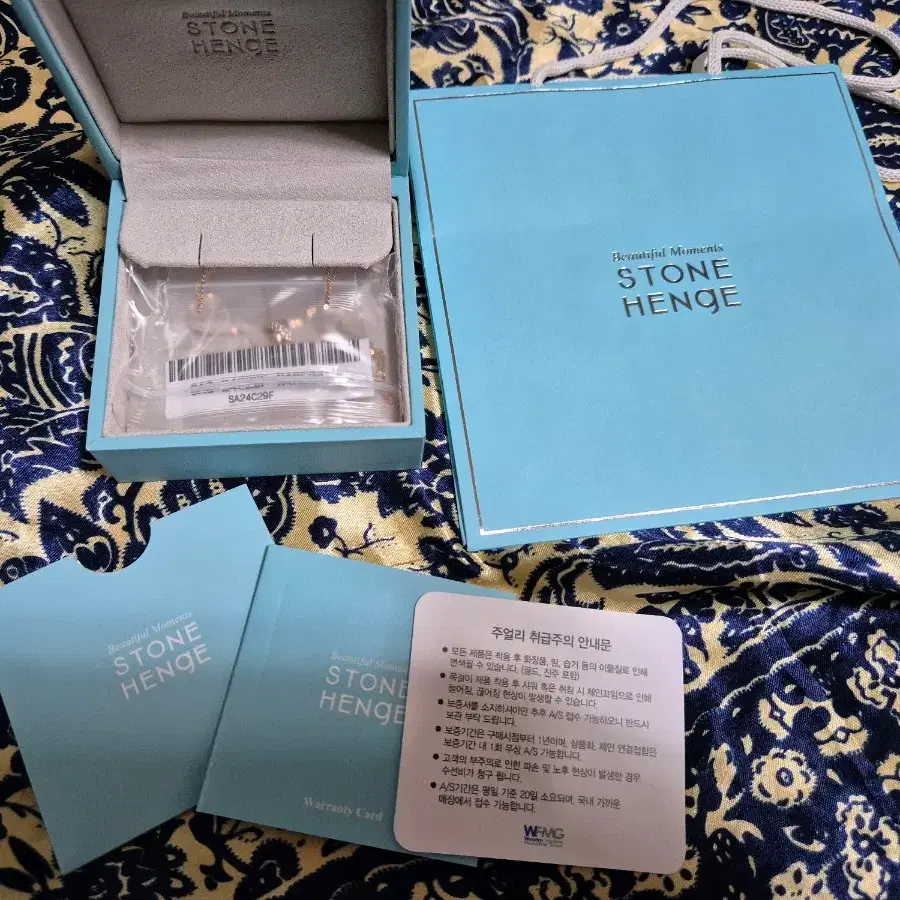 Beautiful Moments
STONE
HENGE
Beautiful Moments
STONE
HENGE
SA24C29F
Beautiful Moments
STONE
HENGE
Beautiful Moments
STONE
HENGE
Warranty Card
주얼리 취급주의 안내문
● 모든 제품은 착용 후 화장품, 땀, 습기 등의 이물질로 인해
변색될 수 있습니다. (골드, 진주 포함)
● 목걸이 제품 착용 후 샤워 혹은 취침 시 체인꼬임으로 인해
늘어짐, 끊어짐 현상이 발생할 수 있습니다.
● 보증서를 소지하셔야만 추후 A/S 접수 가능하오니 반드시
보관 부탁 드립니다.
● 보증기간은 구매시점부터 1년이며, 상품화, 체인 연결접합은
보증기간 내 1회 무상 A/S 가능합니다.
● 고객의 부주의로 인한 파손 및 노후 현상이 발생한 경우
수선비가 청구 됩니다.
● A/S기간은 평일 기준 20일 소요되며, 국내 가까운
매장에서 접수 가능합니다.
WFMG